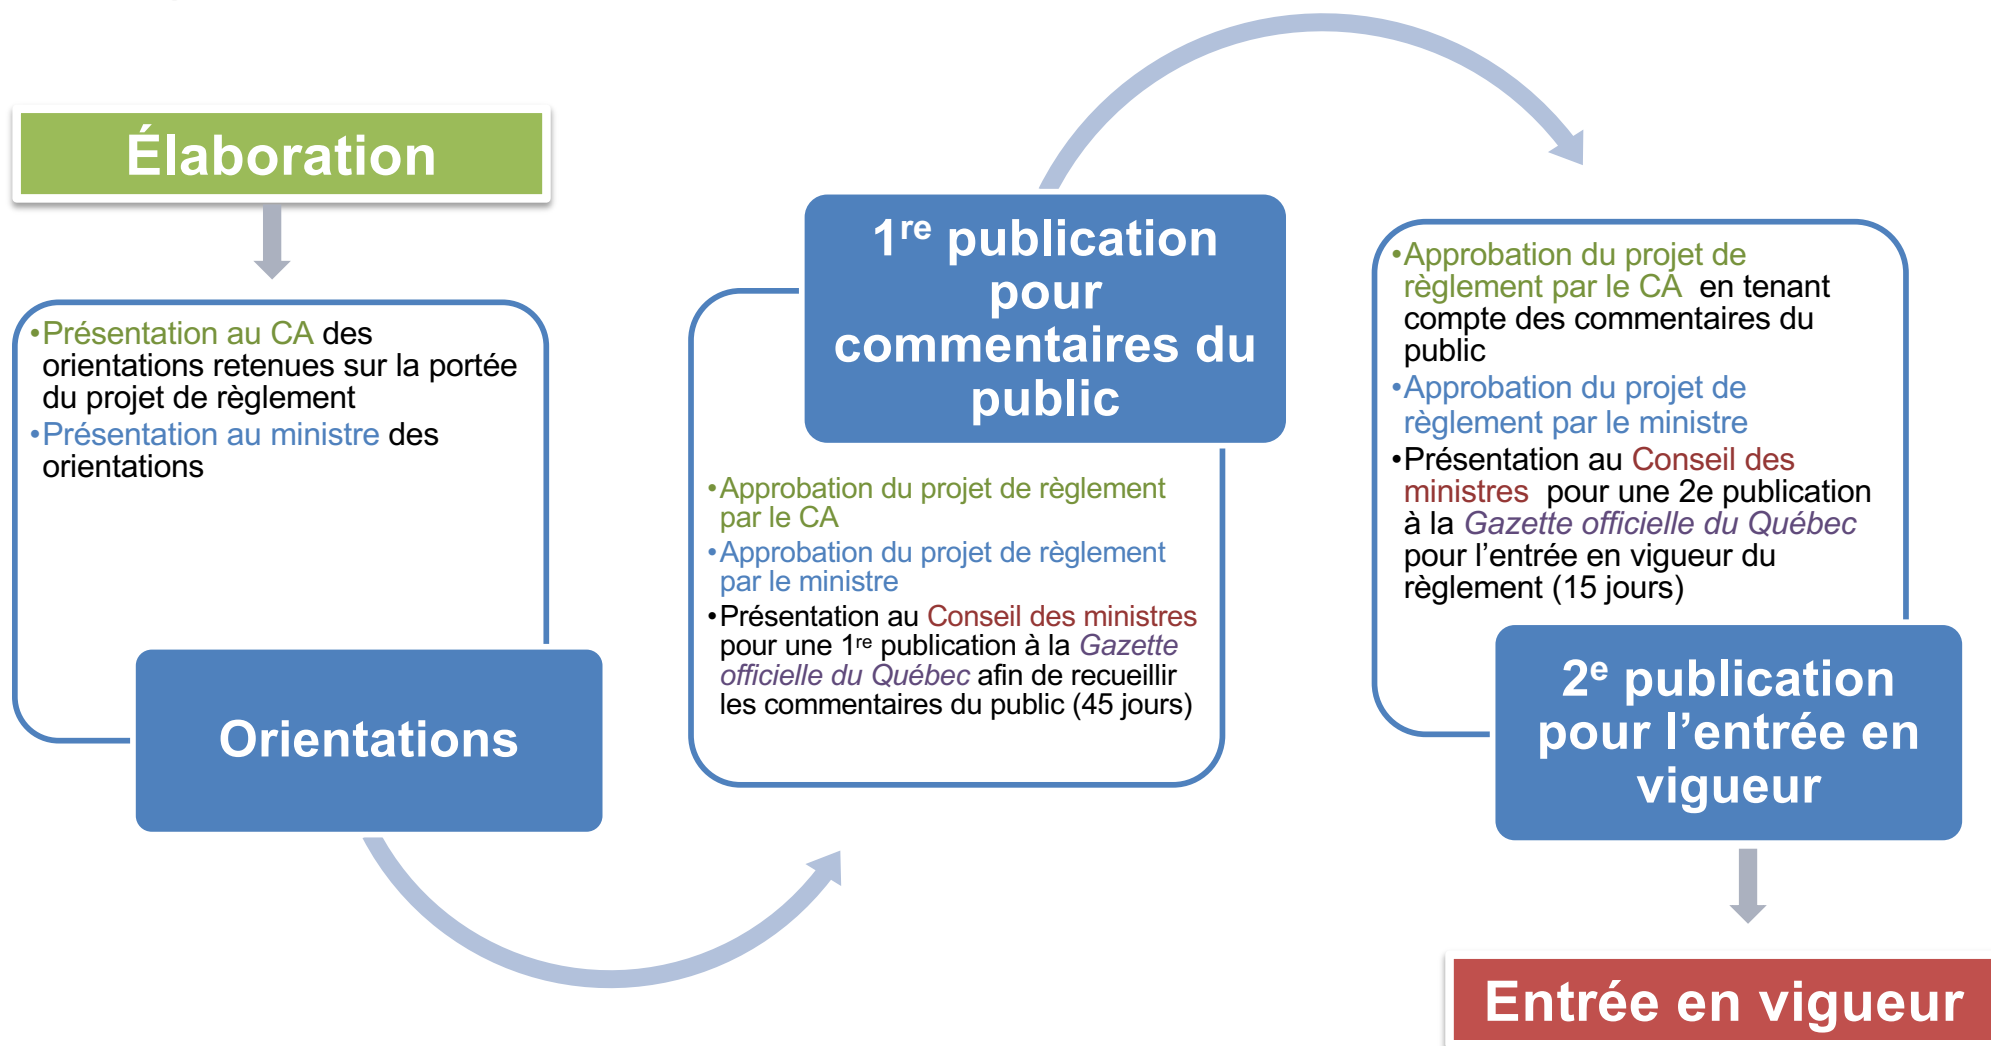 Élaboration
•Présentation au CA des
orientations retenues sur la portée
du projet de règlement
•Présentation au ministre des
orientations
Orientations
1re publication
pour
commentaires du
public
•Approbation du projet de règlement
par le CA
•Approbation du projet de règlement
par le ministre
•Présentation au Conseil des ministres
pour une 1re publication à la Gazette
officielle du Québec afin de recueillir
les commentaires du public (45 jours)
•Approbation du projet de
règlement par le CA en tenant
compte des commentaires du
public
•Approbation du projet de
règlement par le ministre
•Présentation au Conseil des
ministres pour une 2e publication
à la Gazette officielle du Québec
pour l’entrée en vigueur du
règlement (15 jours)
2e publication
pour l’entrée en
vigueur
Entrée en vigueur